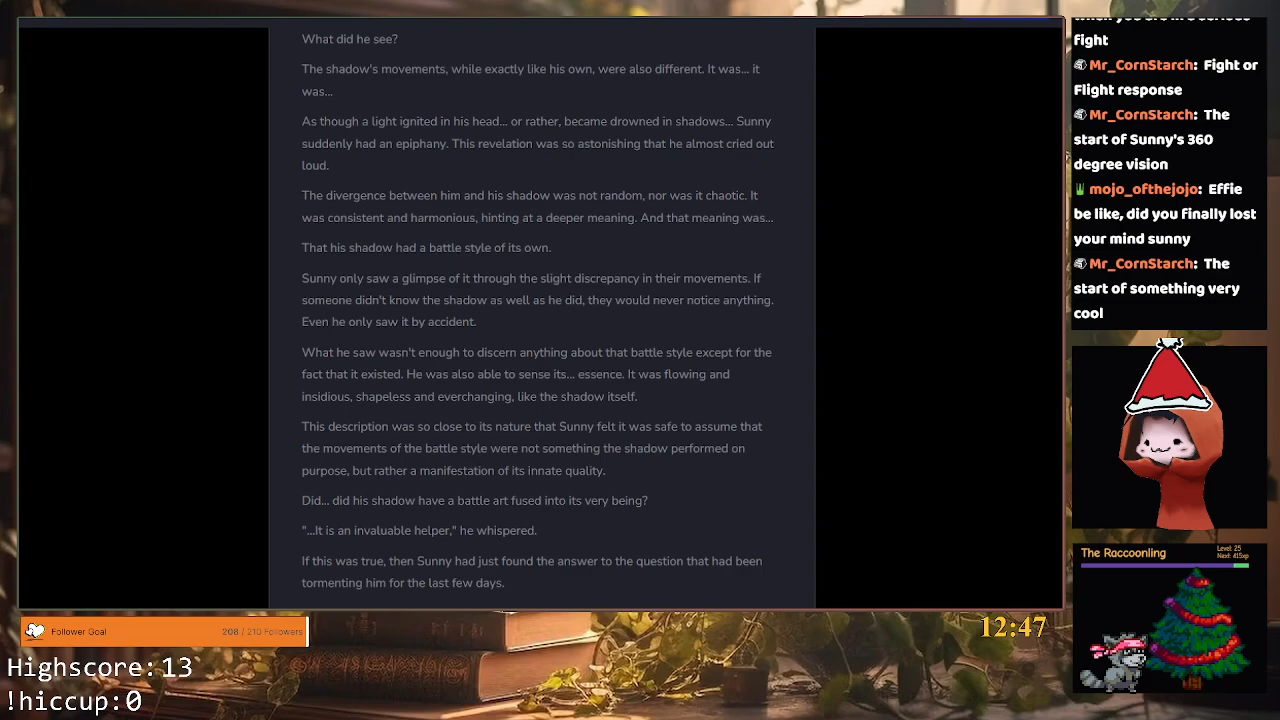 What did he see?
The shadow's movements, while exactly like his own, were also different. It was... it
was...
As though a light ignited in his head... or rather, became drowned in shadows... Sunny
suddenly had an epiphany. This revelation was so astonishing that he almost cried out
loud.
The divergence between him and his shadow was not random, nor was it chaotic. It
was consistent and harmonious, hinting at a deeper meaning. And that meaning was...
That his shadow had a battle style of its own.
Sunny only saw a glimpse of it through the slight discrepancy in their movements. If
someone didn't know the shadow as well as he did, they would never notice anything.
Even he only saw it by accident.
What he saw wasn't enough to discern anything about that battle style except for the
fact that it existed. He was also able to sense its... essence. It was flowing and
insidious, shapeless and everchanging, like the shadow itself.
This description was so close to its nature that Sunny felt it was safe to assume that
the movements of the battle style were not something the shadow performed on
purpose, but rather a manifestation of its innate quality.
Did... did his shadow have a battle art fused into its very being?
"...It is an invaluable helper," he whispered.
If this was true, then Sunny had just found the answer to the question that had been
tormenting him for the last few days.
fight
Mr_CornStarch: Fight or
Flight response
Mr_CornStarch: The
start of Sunny's 360
degree vision
mojo_ofthejojo: Effie
be like, did you finally lost
your mind sunny
Mr_CornStarch: The
start of something very
cool
The Raccoonling
Level: 25
Next: 415xp
Follower Goal
208 / 210 Followers
12:47
Highscore:13
!hiccup:0